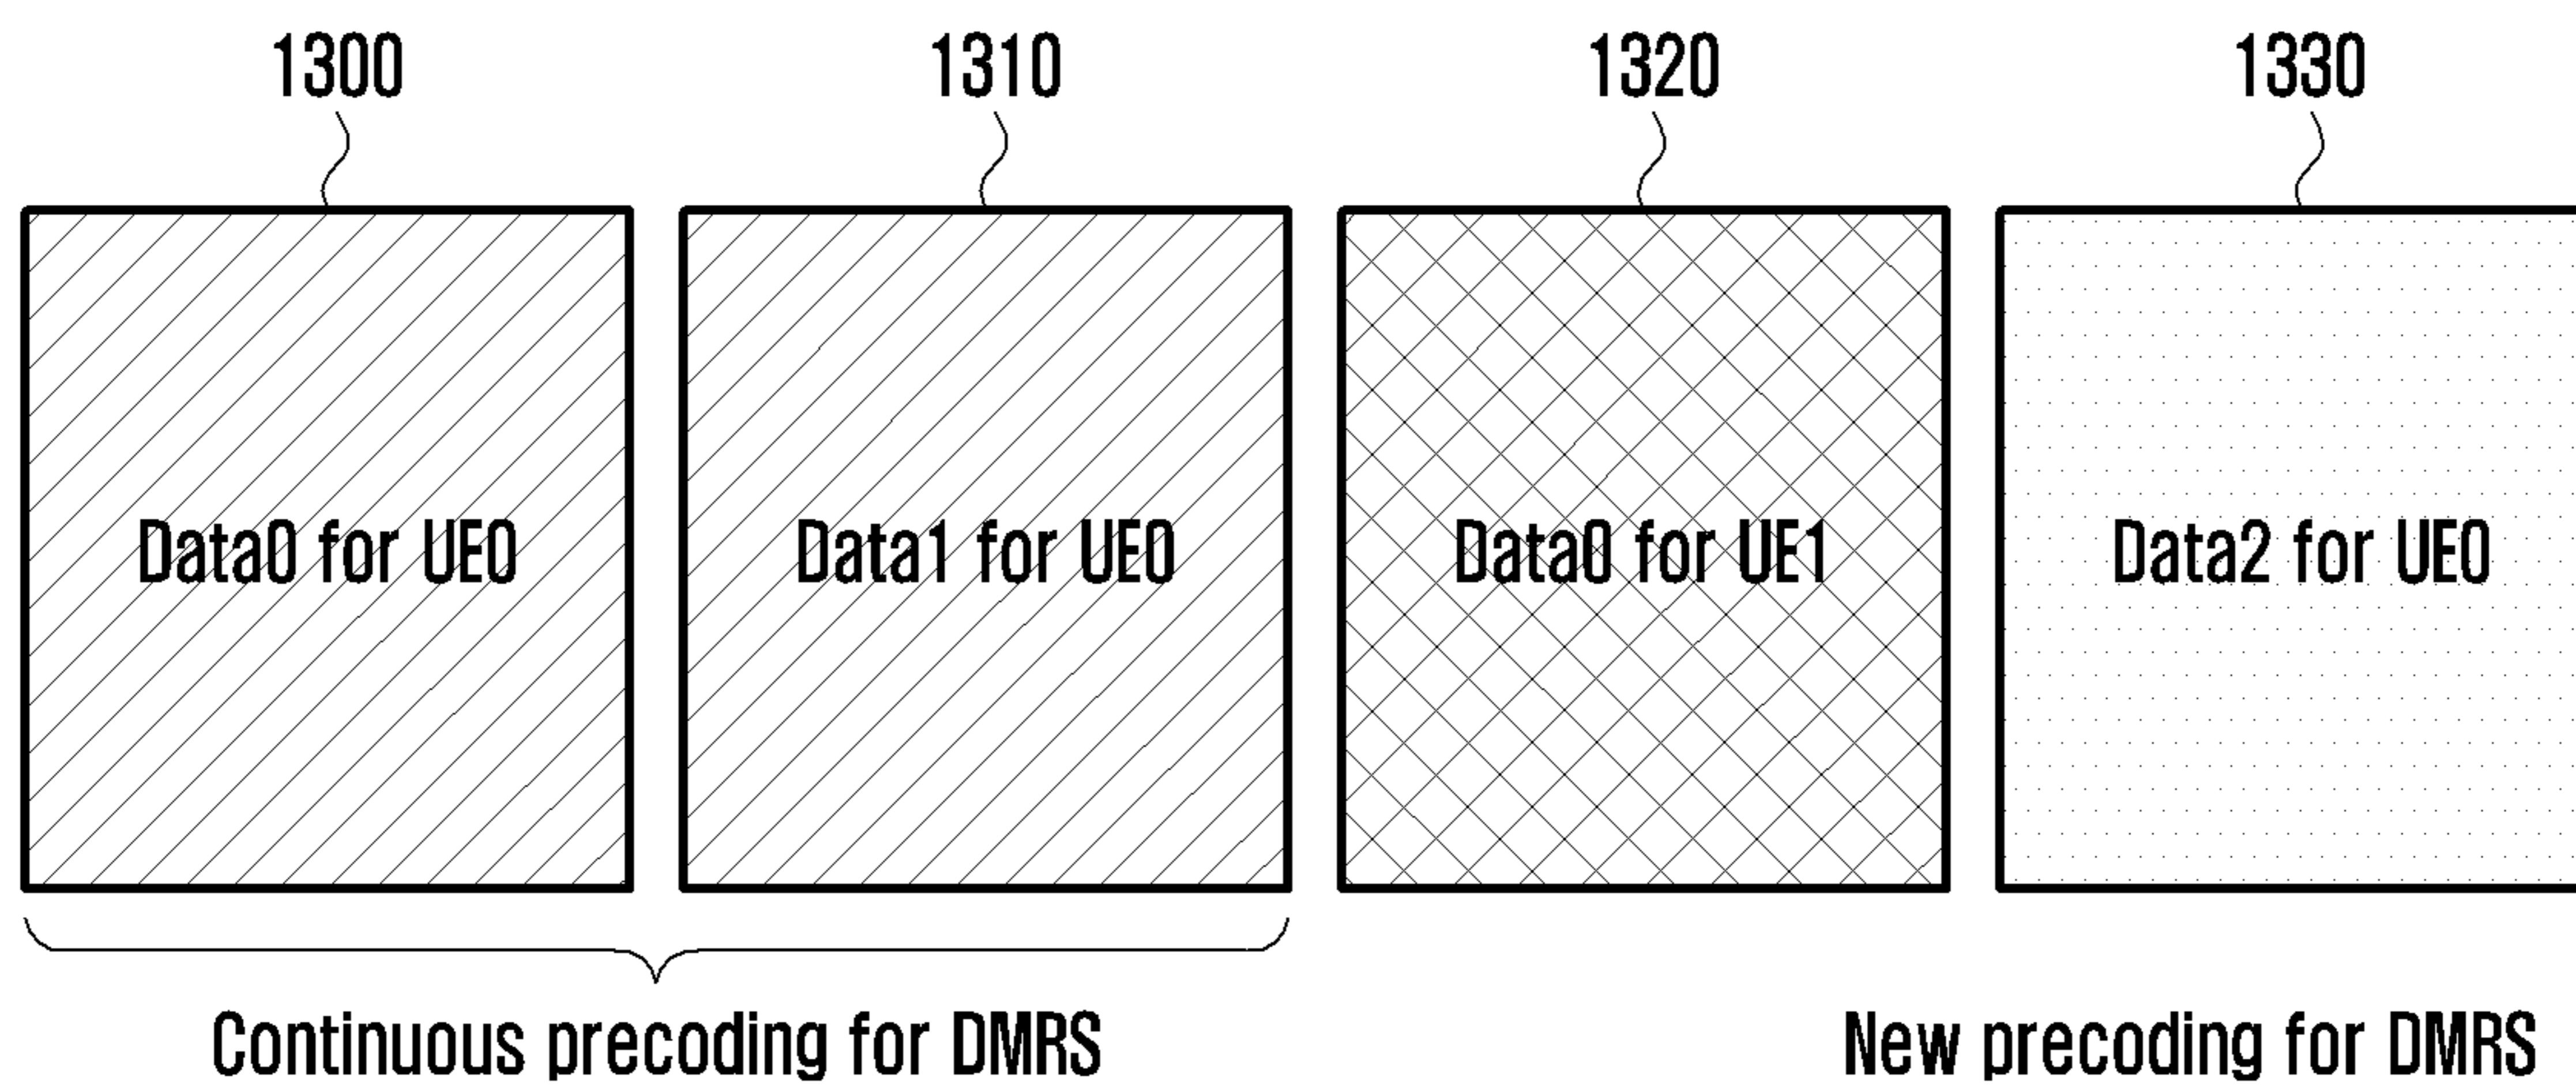 1300 1310 1320 1330
Data0 for UE0 Data1 for UE0 Data0 for UE1 Data2 for UE0
Continuous precoding for DMRS New precoding for DMRS